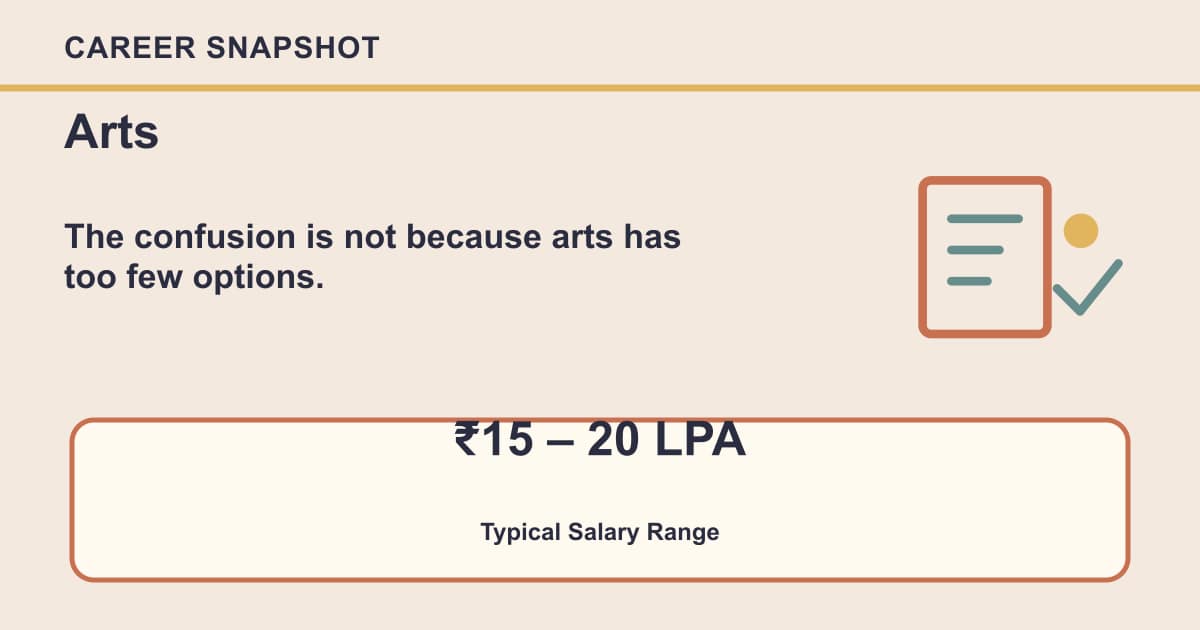 CAREER SNAPSHOT
Arts
The confusion is not because arts has
too few options.
₹15 – 20 LPA
Typical Salary Range